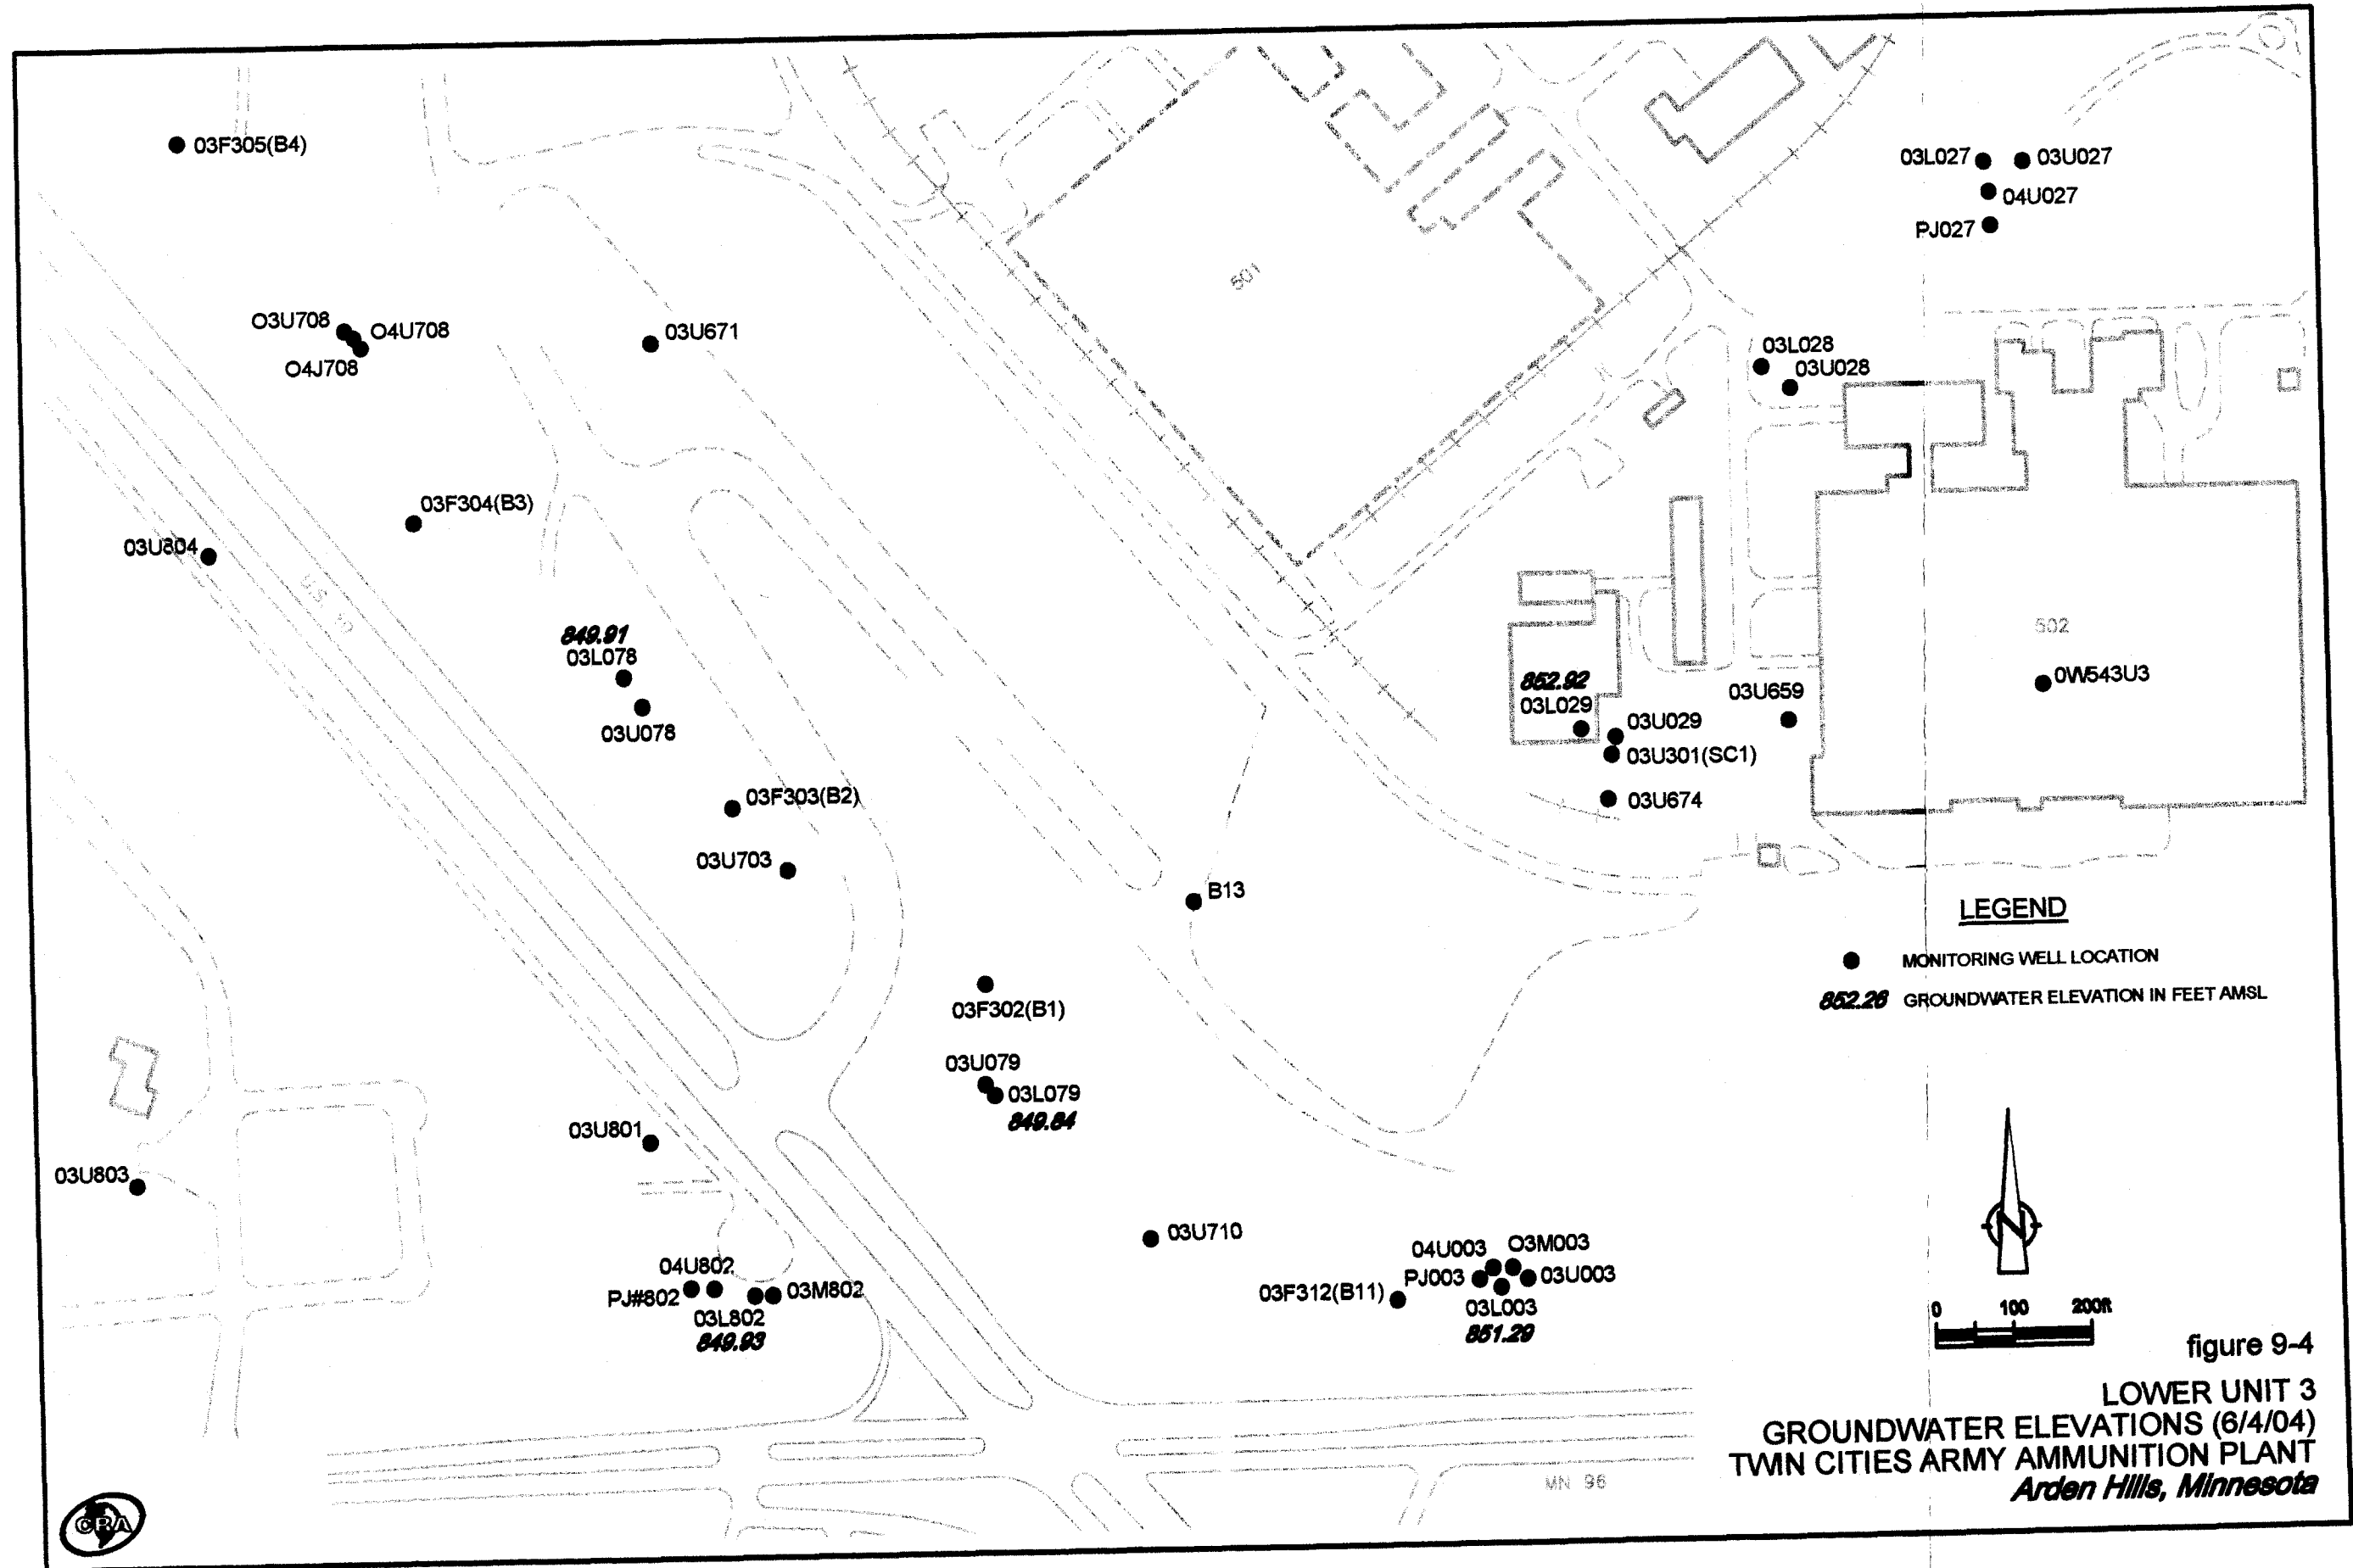 03F305(B4)
03L027
03U027
04U027
PJ027
501
O3U708
O4U708
O4J708
03U671
03L028
03U028
03F304(B3)
03U804
US 10
849.91
03L078
03U078
502
0W543U3
852.92
03L029
03U659
03U029
03U301(SC1)
03U674
03F303(B2)
03U703
B13
LEGEND
MONITORING WELL LOCATION
852.26 GROUNDWATER ELEVATION IN FEET AMSL
03F302(B1)
03U079
03L079
849.84
03U801
03U803
03U710
04U003
O3M003
PJ003
03U003
03F312(B11)
03L003
851.29
04U802
PJ#802
03M802
03L802
849.93
N
0 100 200ft
figure 9-4
LOWER UNIT 3
GROUNDWATER ELEVATIONS (6/4/04)
TWIN CITIES ARMY AMMUNITION PLANT
Arden Hills, Minnesota
MN 96
CRA